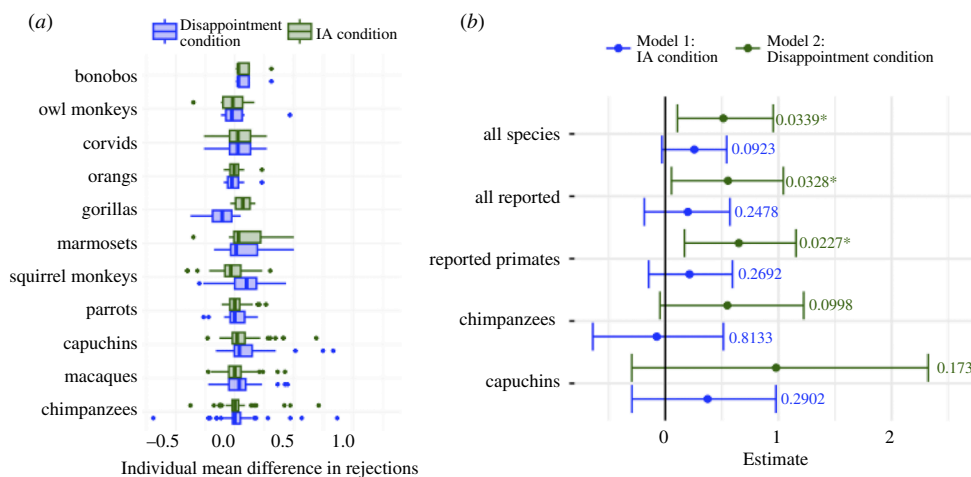 (a)
Disappointment
condition
IA condition
bonobos
owl monkeys
corvids
orangs
gorillas
marmosets
squirrel monkeys
parrots
capuchins
macaques
chimpanzees
–0.5 0.0 0.5 1.0
Individual mean difference in rejections
(b)
Model 1:
IA condition
Model 2:
Disappointment condition
all species
0.0339*
0.0923
all reported
0.0328*
0.2478
reported primates
0.0227*
0.2692
chimpanzees
0.0998
0.8133
capuchins
0.173
0.2902
0 1 2
Estimate